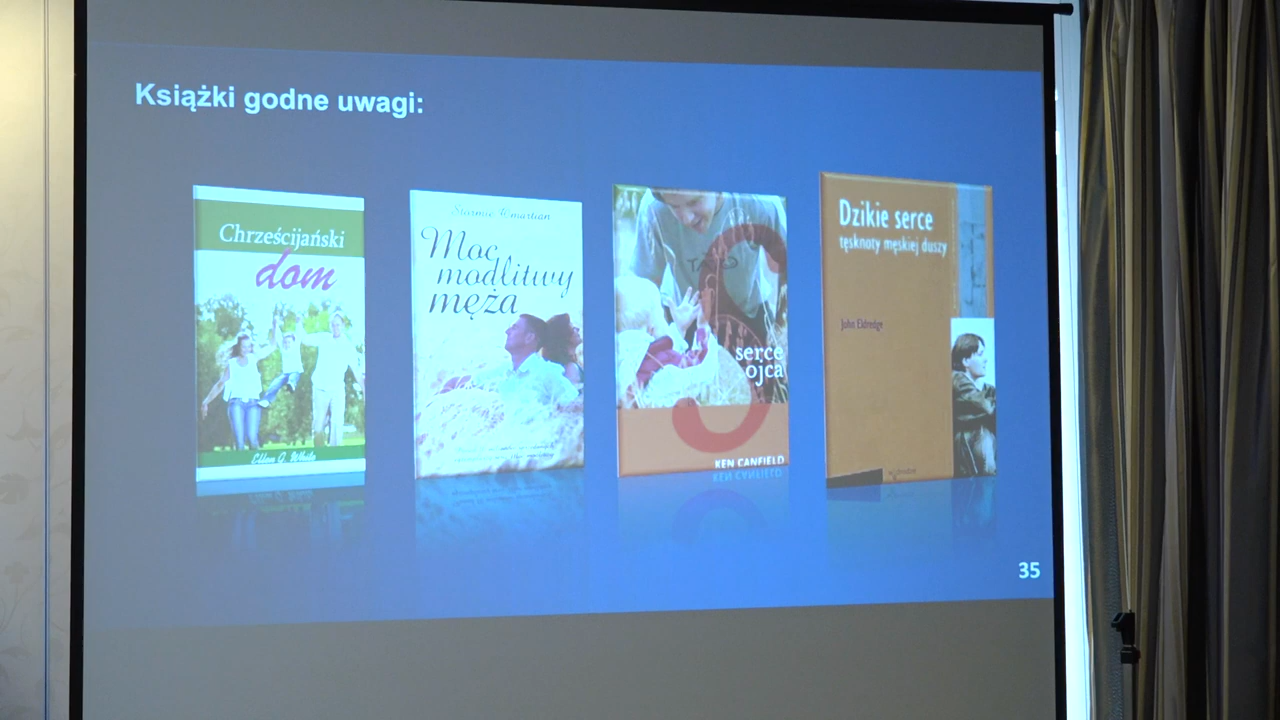 Książki godne uwagi:
Chrześcijański
dom
Ellen G. White
Stormie Omartian
Moc
modlitwy
męża
serce
ojca
KEN CANFIELD
Dzikie serce
tęsknoty męskiej duszy
John Eldredge
35